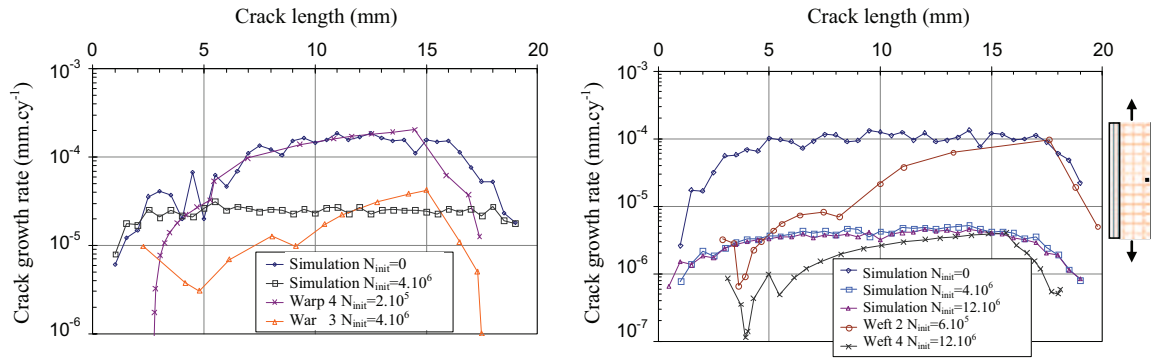 Crack length (mm)
0 5 10 15 20
Crack growth rate (mm.cy-1)
10-3
10-4
10-5
10-6
Simulation Ninit=0
Simulation Ninit=4.106
Warp 4 Ninit=2.105
War 3 Ninit=4.106
Crack length (mm)
0 5 10 15 20
Crack growth rate (mm.cy-1)
10-3
10-4
10-5
10-6
10-7
Simulation Ninit=0
Simulation Ninit=4.106
Simulation Ninit=12.106
Weft 2 Ninit=6.105
Weft 4 Ninit=12.106